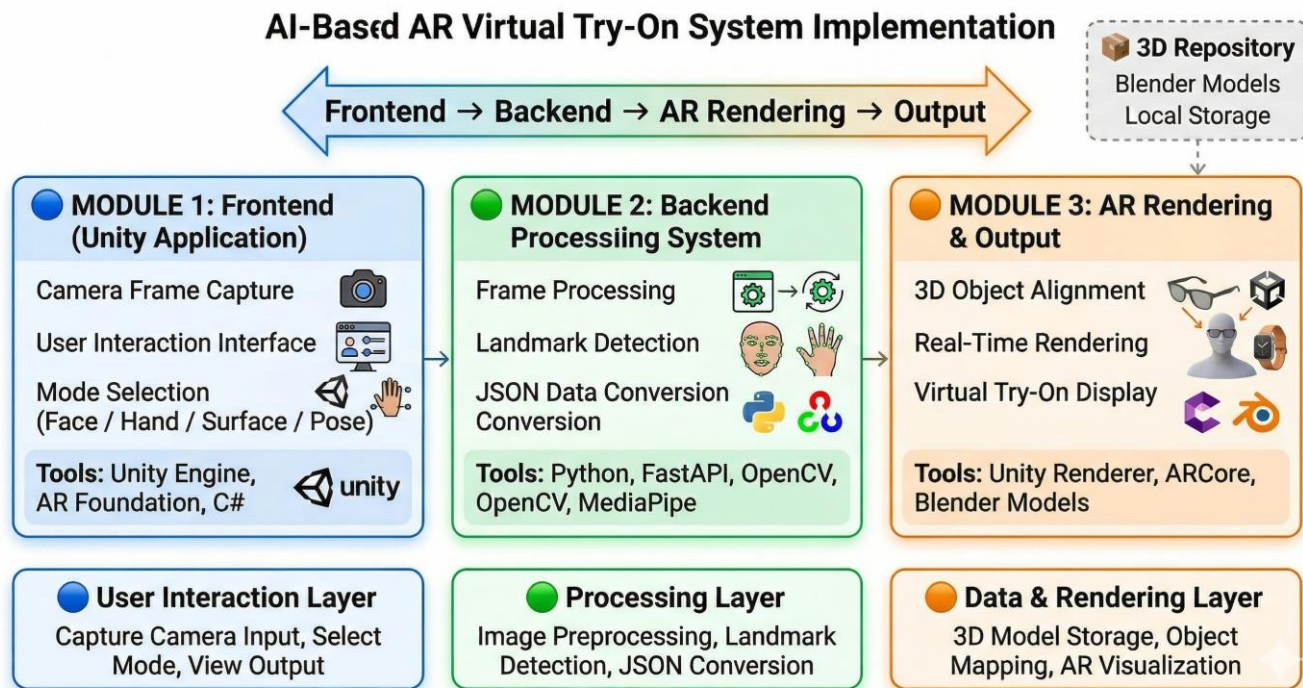 AI-Based AR Virtual Try-On System Implementation
Frontend → Backend → AR Rendering → Output
3D Repository
Blender Models
Local Storage
MODULE 1: Frontend
(Unity Application)
Camera Frame Capture
User Interaction Interface
Mode Selection
(Face / Hand / Surface / Pose)
Tools: Unity Engine,
AR Foundation, C#
unity
MODULE 2: Backend
Processiing System
Frame Processing
Landmark Detection
JSON Data Conversion
Conversion
Tools: Python, FastAPI, OpenCV,
OpenCV, MediaPipe
MODULE 3: AR Rendering
& Output
3D Object Alignment
Real-Time Rendering
Virtual Try-On Display
Tools: Unity Renderer, ARCore,
Blender Models
User Interaction Layer
Capture Camera Input, Select
Mode, View Output
Processing Layer
Image Preprocessing, Landmark
Detection, JSON Conversion
Data & Rendering Layer
3D Model Storage, Object
Mapping, AR Visualization